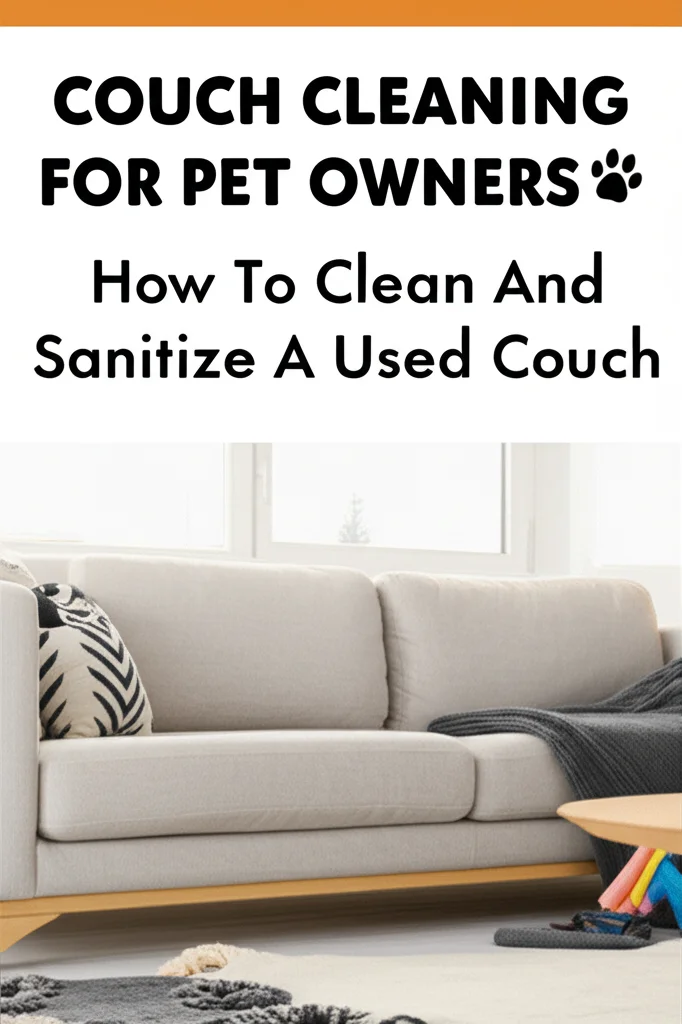 COUCH CLEANING
FOR PET OWNERS
How To Clean And
Sanitize A Used Couch